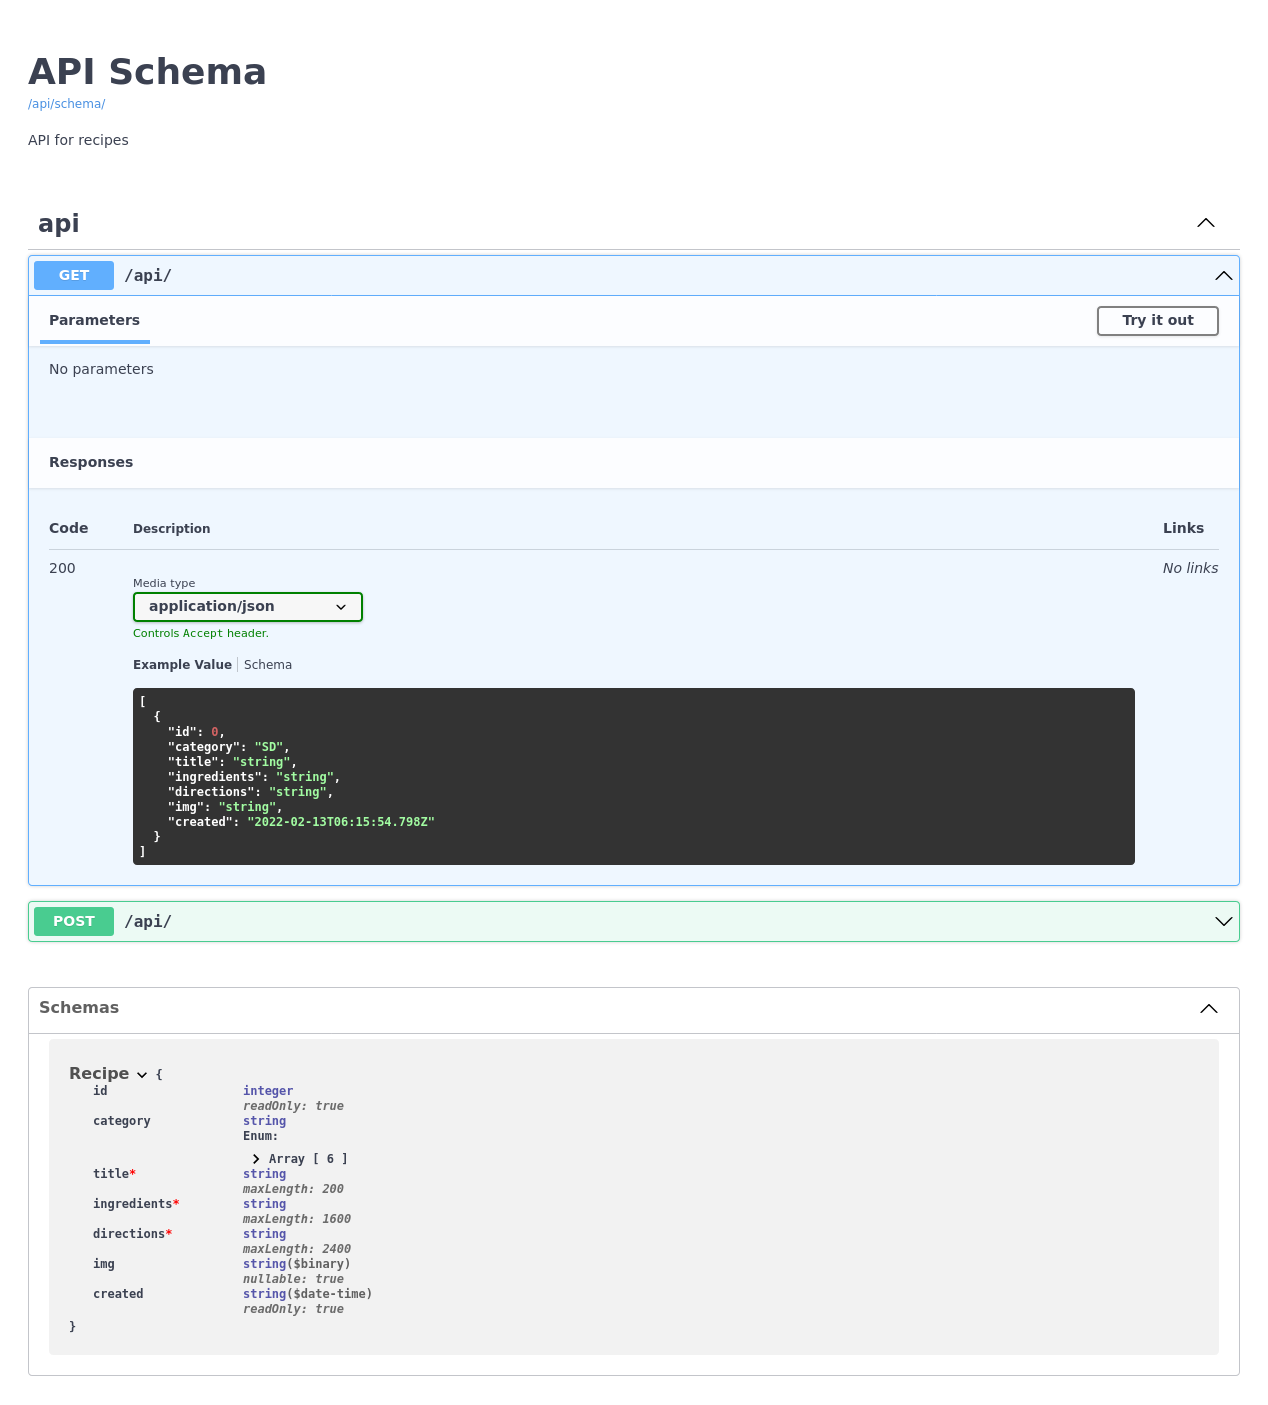 API Schema
/api/schema/
API for recipes
api
GET /api/
Parameters Try it out
No parameters
Responses
Code Description Links
200 No links
Media type
application/json
Controls Accept header.
Example Value Schema
[
  {
    "id": 0,
    "category": "SD",
    "title": "string",
    "ingredients": "string",
    "directions": "string",
    "img": "string",
    "created": "2022-02-13T06:15:54.798Z"
  }
]
POST /api/
Schemas
Recipe {
id integer
readOnly: true
category string
Enum:
Array [ 6 ]
title* string
maxLength: 200
ingredients* string
maxLength: 1600
directions* string
maxLength: 2400
img string($binary)
nullable: true
created string($date-time)
readOnly: true
}